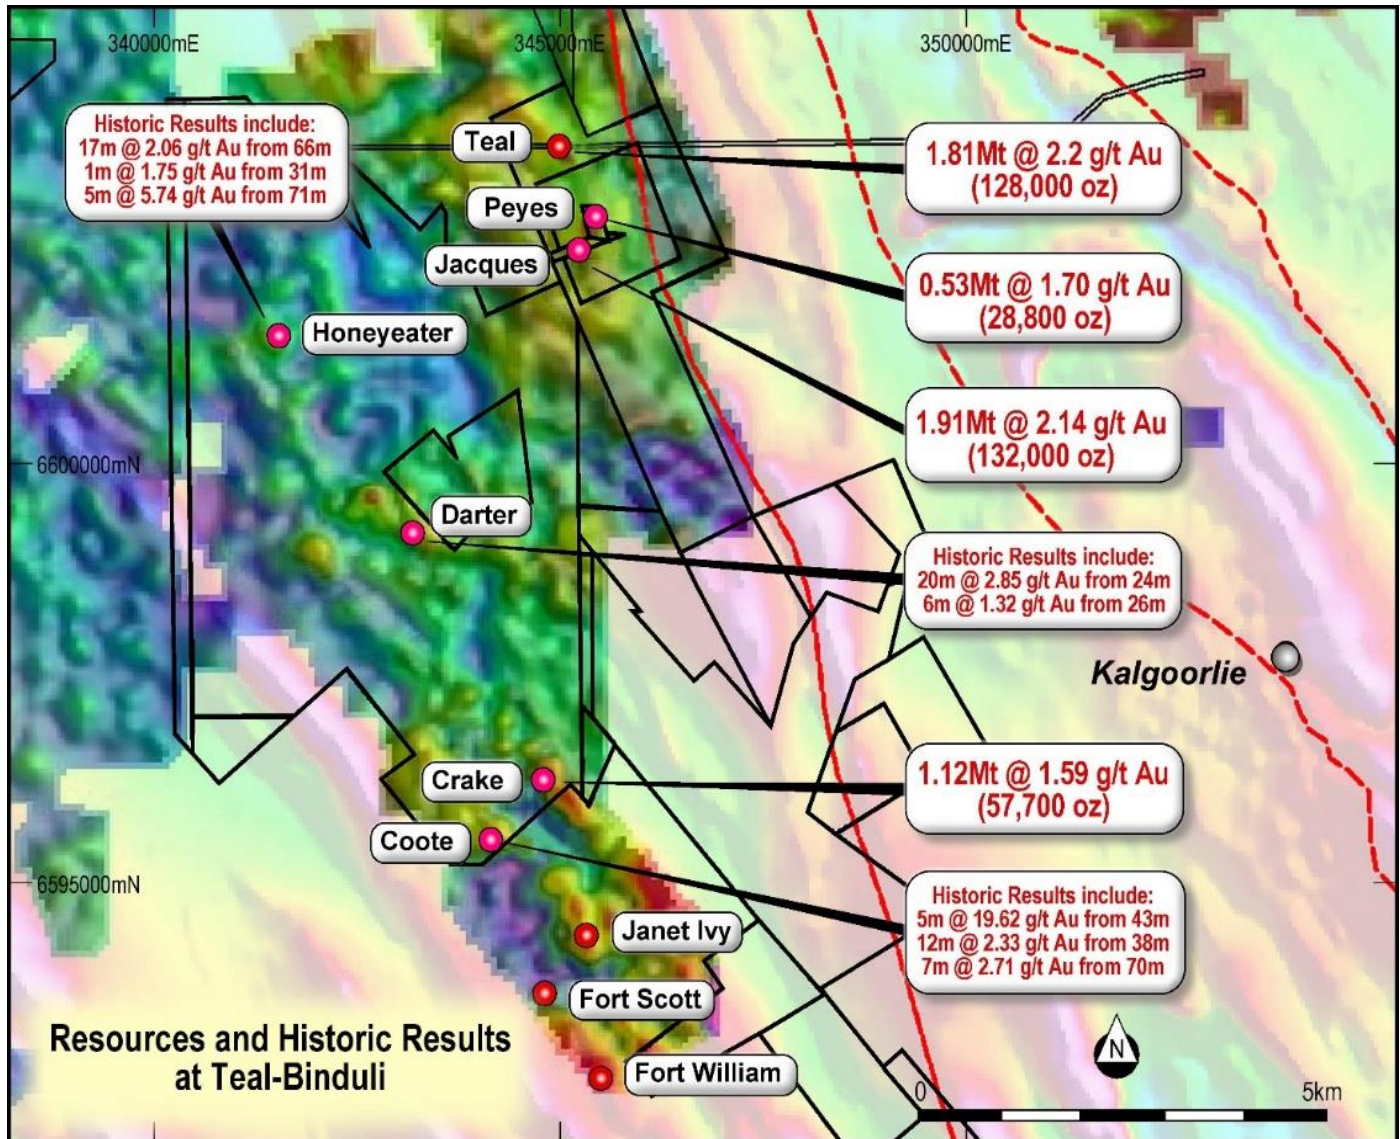 340000mE
345000mE
350000mE
Historic Results include:
17m @ 2.06 g/t Au from 66m
1m @ 1.75 g/t Au from 31m
5m @ 5.74 g/t Au from 71m
Teal
1.81Mt @ 2.2 g/t Au
(128,000 oz)
Peyes
Jacques
0.53Mt @ 1.70 g/t Au
(28,800 oz)
Honeyeater
1.91Mt @ 2.14 g/t Au
(132,000 oz)
6600000mN
Darter
Historic Results include:
20m @ 2.85 g/t Au from 24m
6m @ 1.32 g/t Au from 26m
Kalgoorlie
Crake
1.12Mt @ 1.59 g/t Au
(57,700 oz)
Coote
6595000mN
Historic Results include:
5m @ 19.62 g/t Au from 43m
12m @ 2.33 g/t Au from 38m
7m @ 2.71 g/t Au from 70m
Janet Ivy
Fort Scott
Fort William
Resources and Historic Results
at Teal-Binduli
N
0
5km